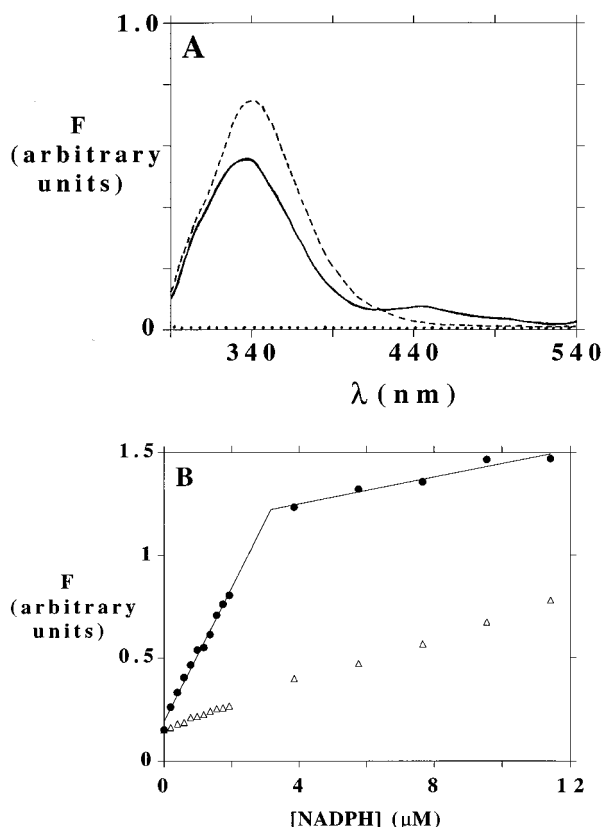 1.0
A
F
(arbitrary
units)
0
340
440
540
λ (nm)
1.5
B
1
F
(arbitrary
units)
0.5
0
0
4
8
12
[NADPH] (μM)